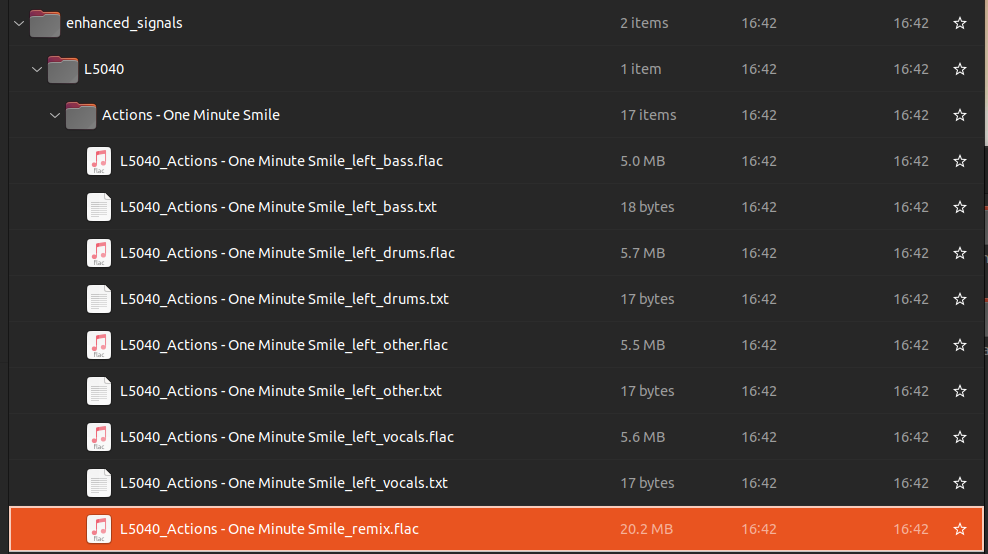 enhanced_signals 2 items 16:42 16:42
L5040 1 item 16:42 16:42
Actions - One Minute Smile 17 items 16:42 16:42
flac L5040_Actions - One Minute Smile_left_bass.flac 5.0 MB 16:42 16:42
L5040_Actions - One Minute Smile_left_bass.txt 18 bytes 16:42 16:42
flac L5040_Actions - One Minute Smile_left_drums.flac 5.7 MB 16:42 16:42
L5040_Actions - One Minute Smile_left_drums.txt 17 bytes 16:42 16:42
flac L5040_Actions - One Minute Smile_left_other.flac 5.5 MB 16:42 16:42
L5040_Actions - One Minute Smile_left_other.txt 17 bytes 16:42 16:42
flac L5040_Actions - One Minute Smile_left_vocals.flac 5.6 MB 16:42 16:42
L5040_Actions - One Minute Smile_left_vocals.txt 17 bytes 16:42 16:42
flac L5040_Actions - One Minute Smile_remix.flac 20.2 MB 16:42 16:42